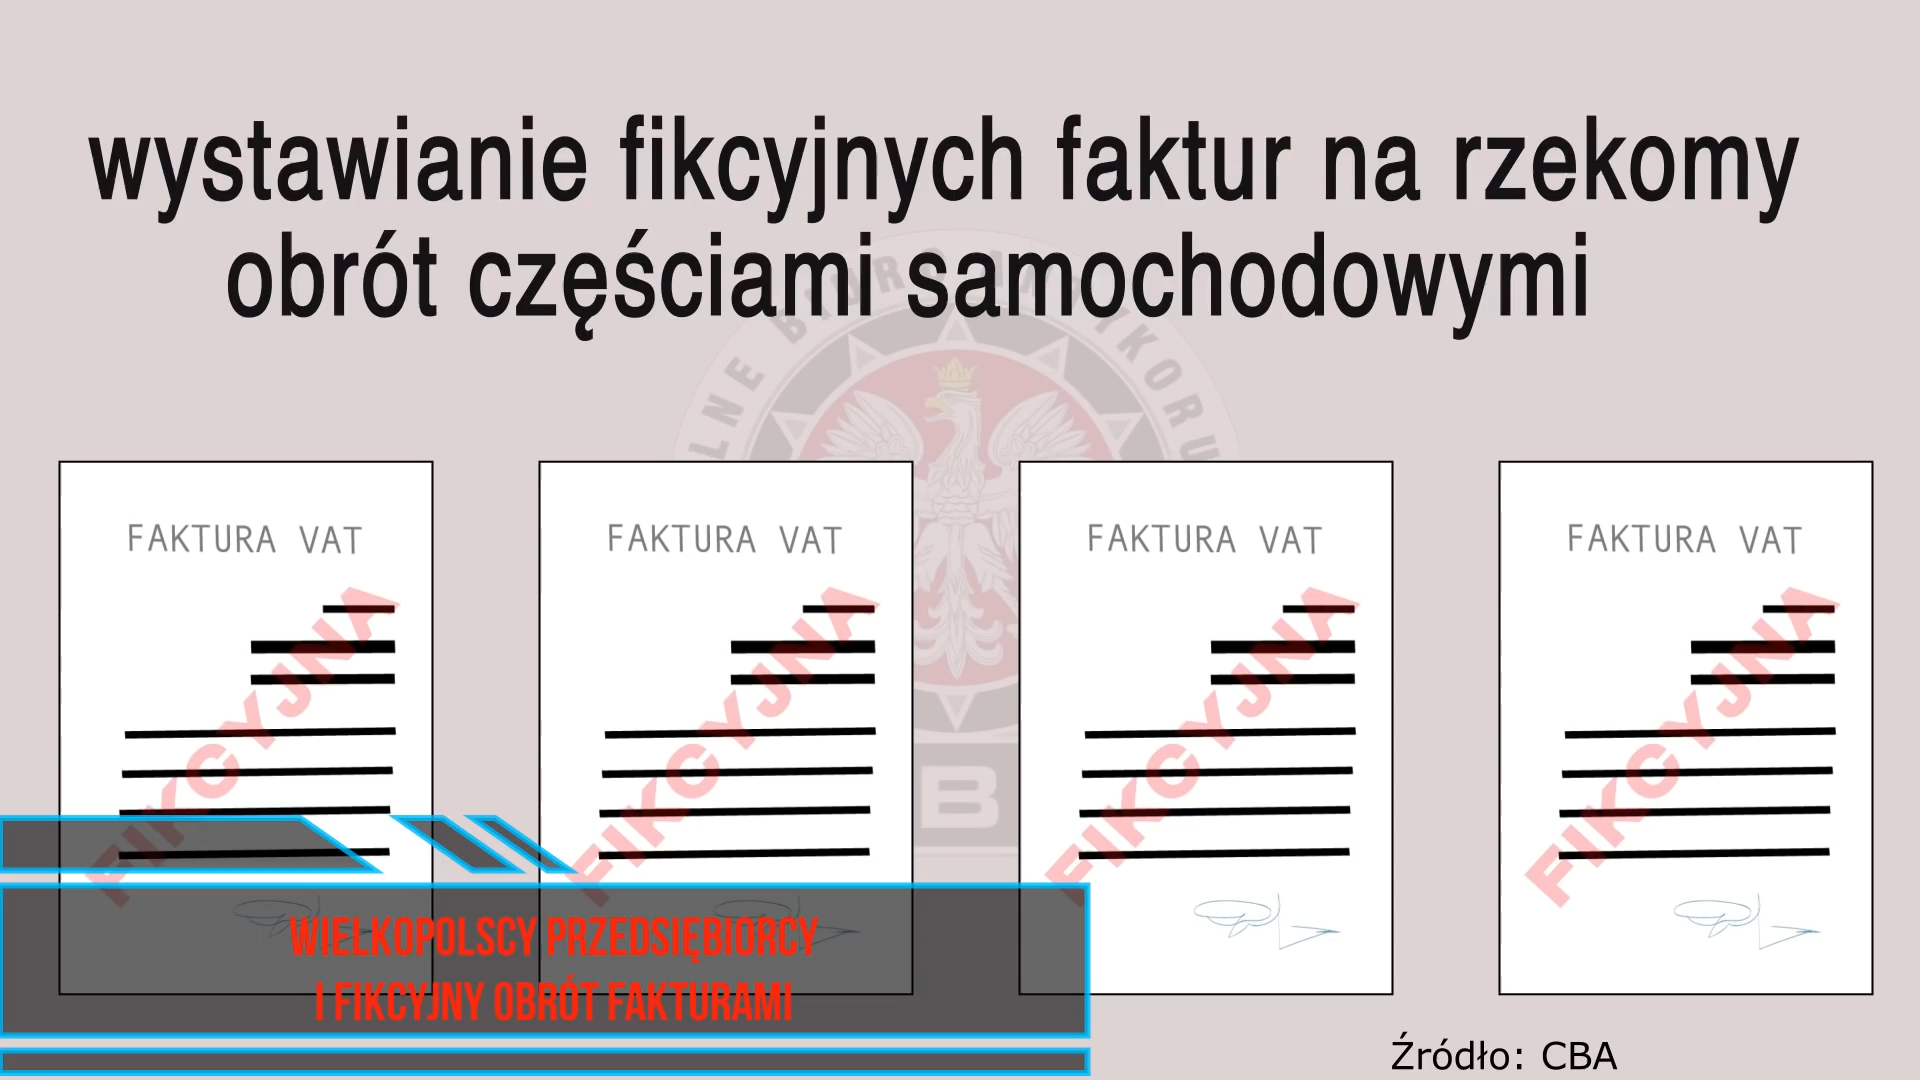 wystawianie fikcyjnych faktur na rzekomy
obrót częściami samochodowymi
FAKTURA VAT
FIKCYJNA
FAKTURA VAT
FIKCYJNA
FAKTURA VAT
FIKCYJNA
FAKTURA VAT
FIKCYJNA
WIELKOPOLSCY PRZEDSIĘBIORCY
I FIKCYJNY OBRÓT FAKTURAMI
Źródło: CBA